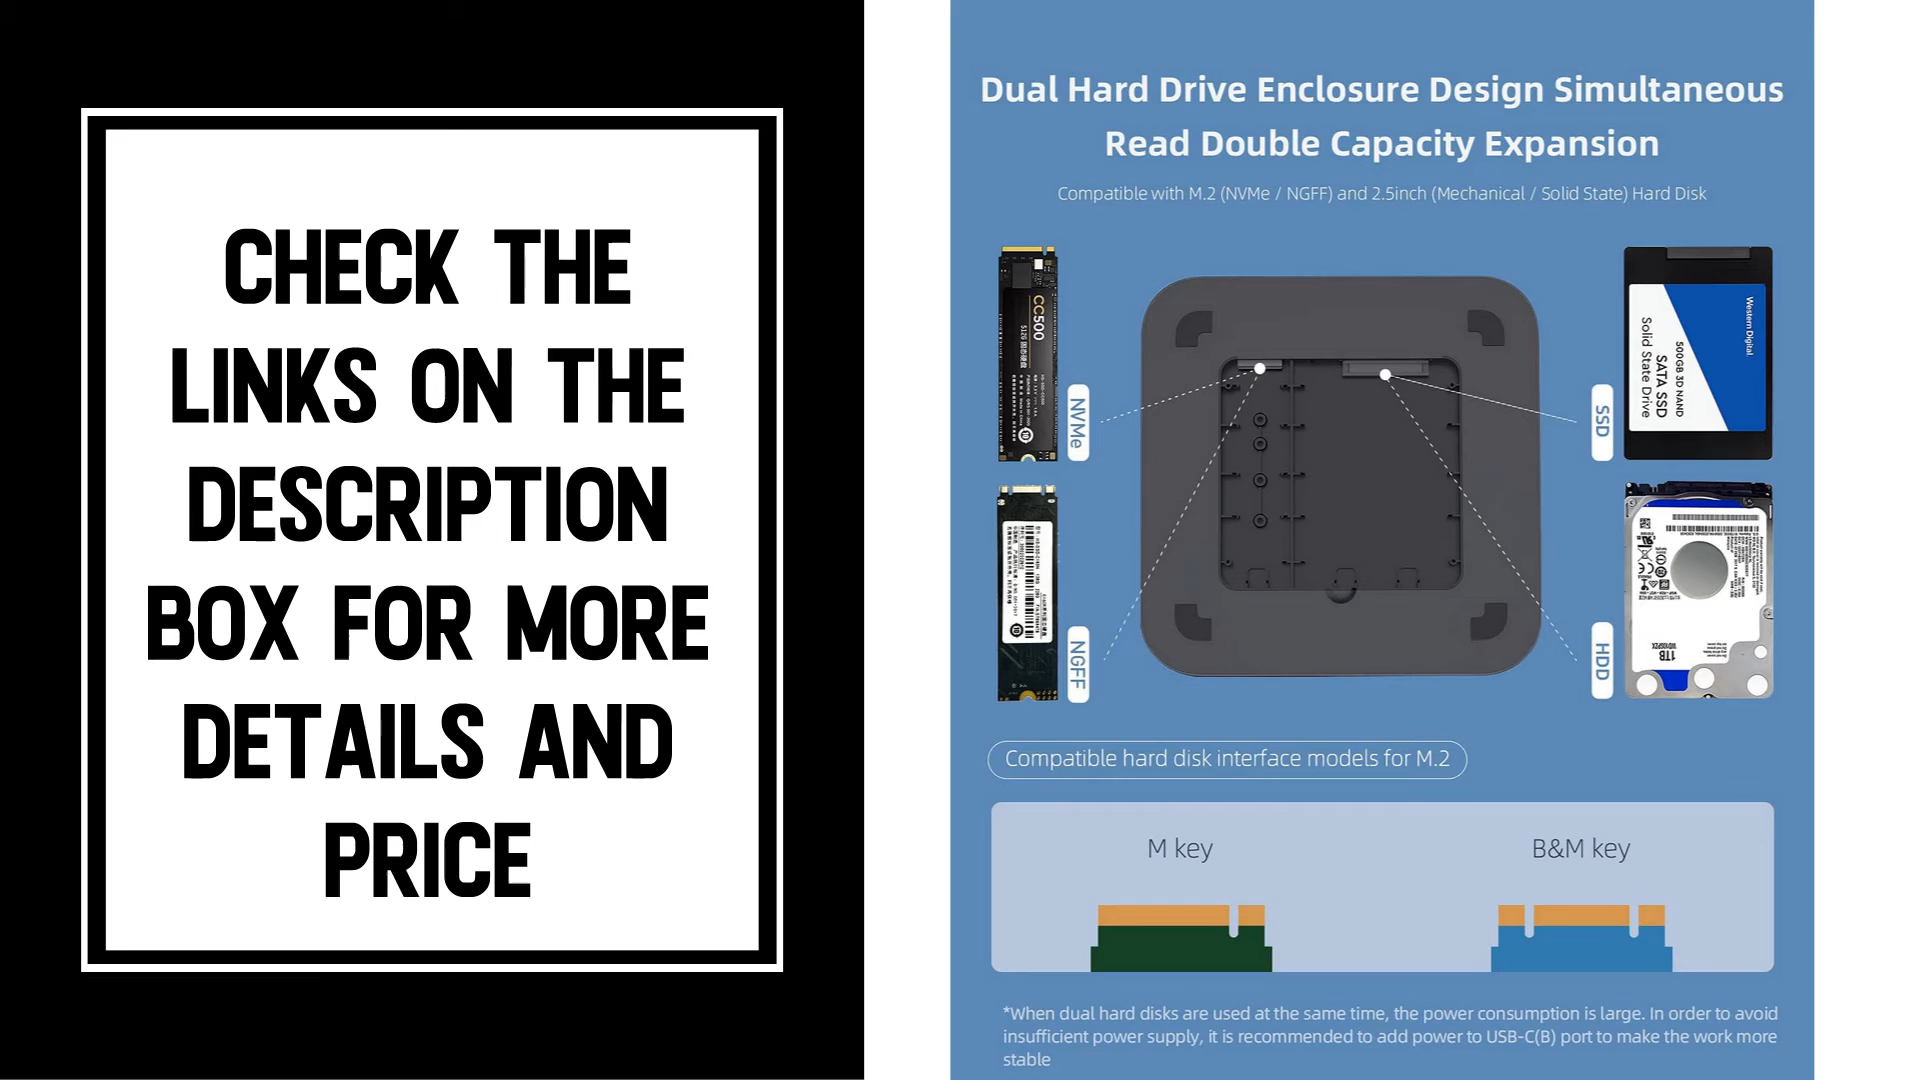 CHECK THE
LINKS ON THE
DESCRIPTION
BOX FOR MORE
DETAILS AND
PRICE
Dual Hard Drive Enclosure Design Simultaneous
Read Double Capacity Expansion
Compatible with M.2 (NVMe / NGFF) and 2.5inch (Mechanical / Solid State) Hard Disk
CC500
NVMe
NGFF
SSD
HDD
Western Digital.
500GB 3D NAND
SATA SSD
Solid State Drive
1TB
Compatible hard disk interface models for M.2
M key
B&M key
*When dual hard disks are used at the same time, the power consumption is large. In order to avoid
insufficient power supply, it is recommended to add power to USB-C(B) port to make the work more
stable